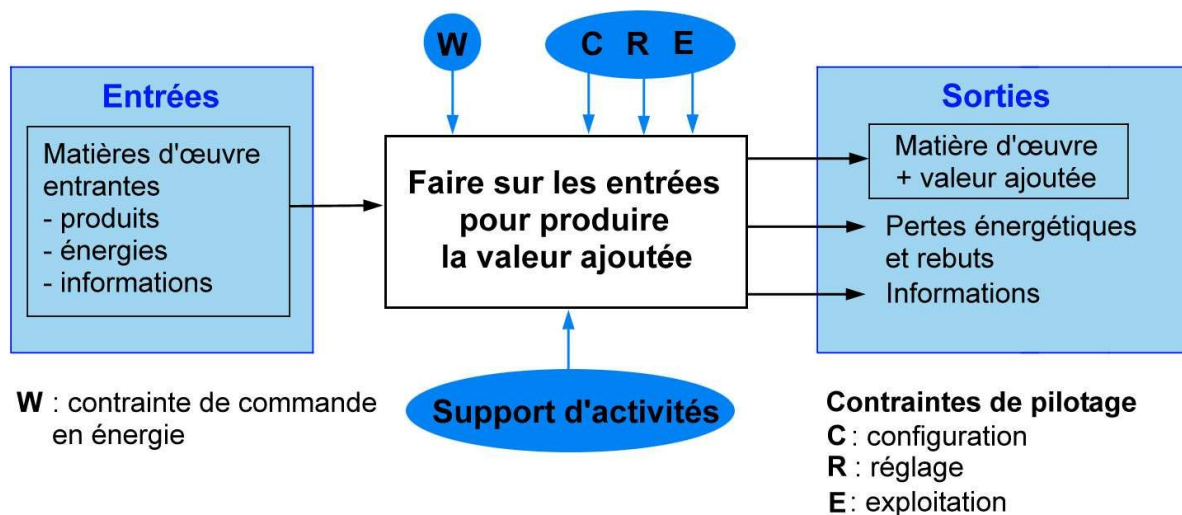 W
C R E
Entrées
Matières d'œuvre
entrantes
- produits
- énergies
- informations
Faire sur les entrées
pour produire
la valeur ajoutée
Sorties
Matière d'œuvre
+ valeur ajoutée
Pertes énergétiques
et rebuts
Informations
Support d'activités
W : contrainte de commande
en énergie
Contraintes de pilotage
C : configuration
R : réglage
E : exploitation